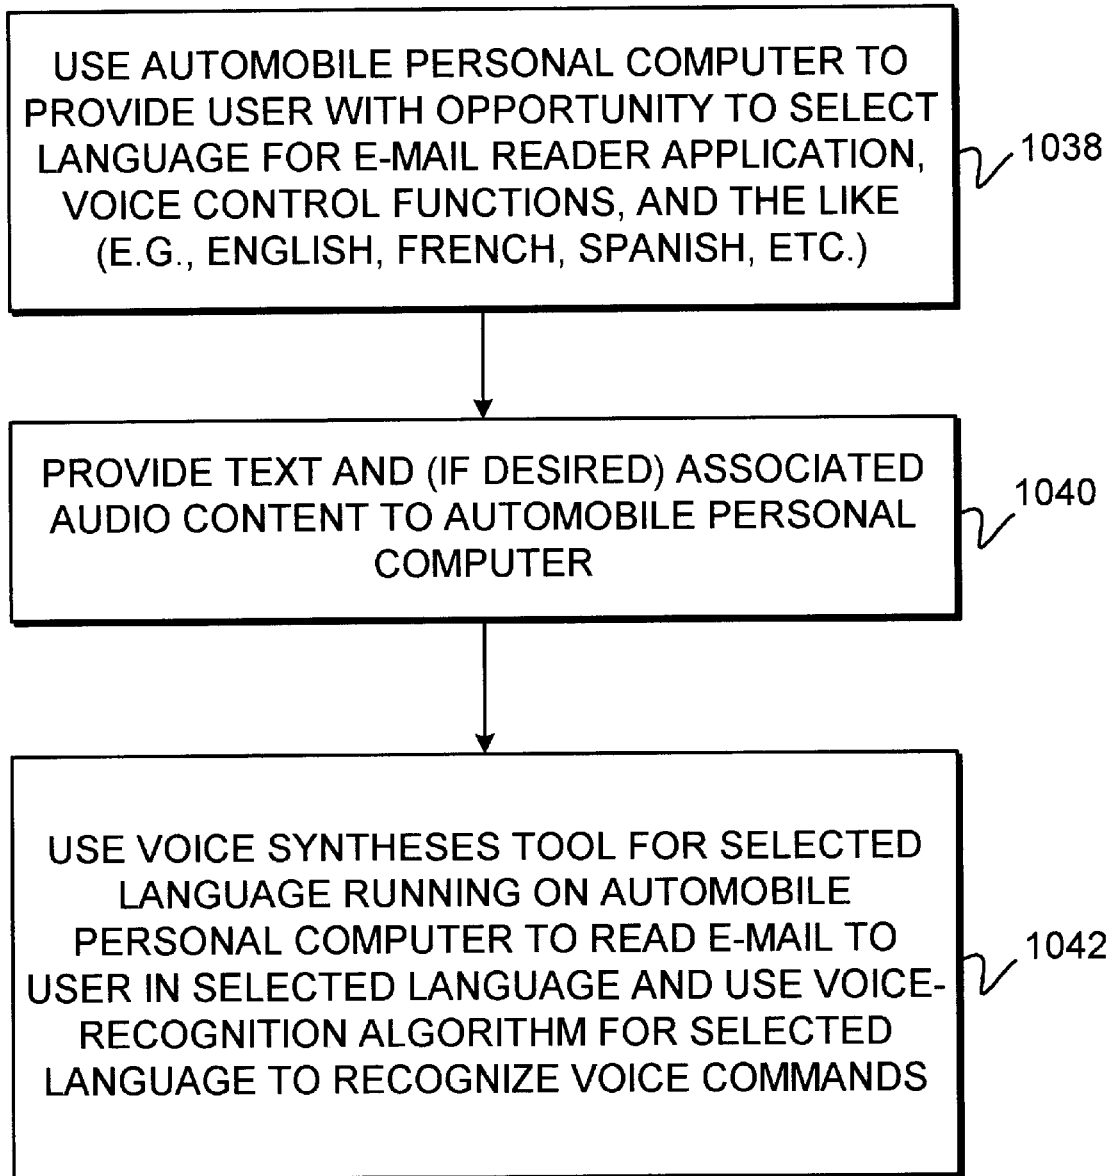 USE AUTOMOBILE PERSONAL COMPUTER TO
PROVIDE USER WITH OPPORTUNITY TO SELECT
LANGUAGE FOR E-MAIL READER APPLICATION,
VOICE CONTROL FUNCTIONS, AND THE LIKE
(E.G., ENGLISH, FRENCH, SPANISH, ETC.)
1038
PROVIDE TEXT AND (IF DESIRED) ASSOCIATED
AUDIO CONTENT TO AUTOMOBILE PERSONAL
COMPUTER
1040
USE VOICE SYNTHESES TOOL FOR SELECTED
LANGUAGE RUNNING ON AUTOMOBILE
PERSONAL COMPUTER TO READ E-MAIL TO
USER IN SELECTED LANGUAGE AND USE VOICE-
RECOGNITION ALGORITHM FOR SELECTED
LANGUAGE TO RECOGNIZE VOICE COMMANDS
1042